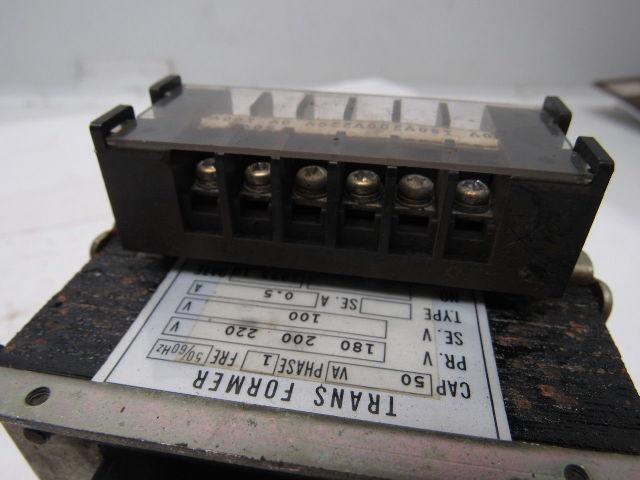 TRANS FORMER
CAP 50 VA PHASE 1 FRE 50/60Hz
PR. V 180 200 220 V
SE. V 100 V
TYPE SE. A 0.5 A
NO